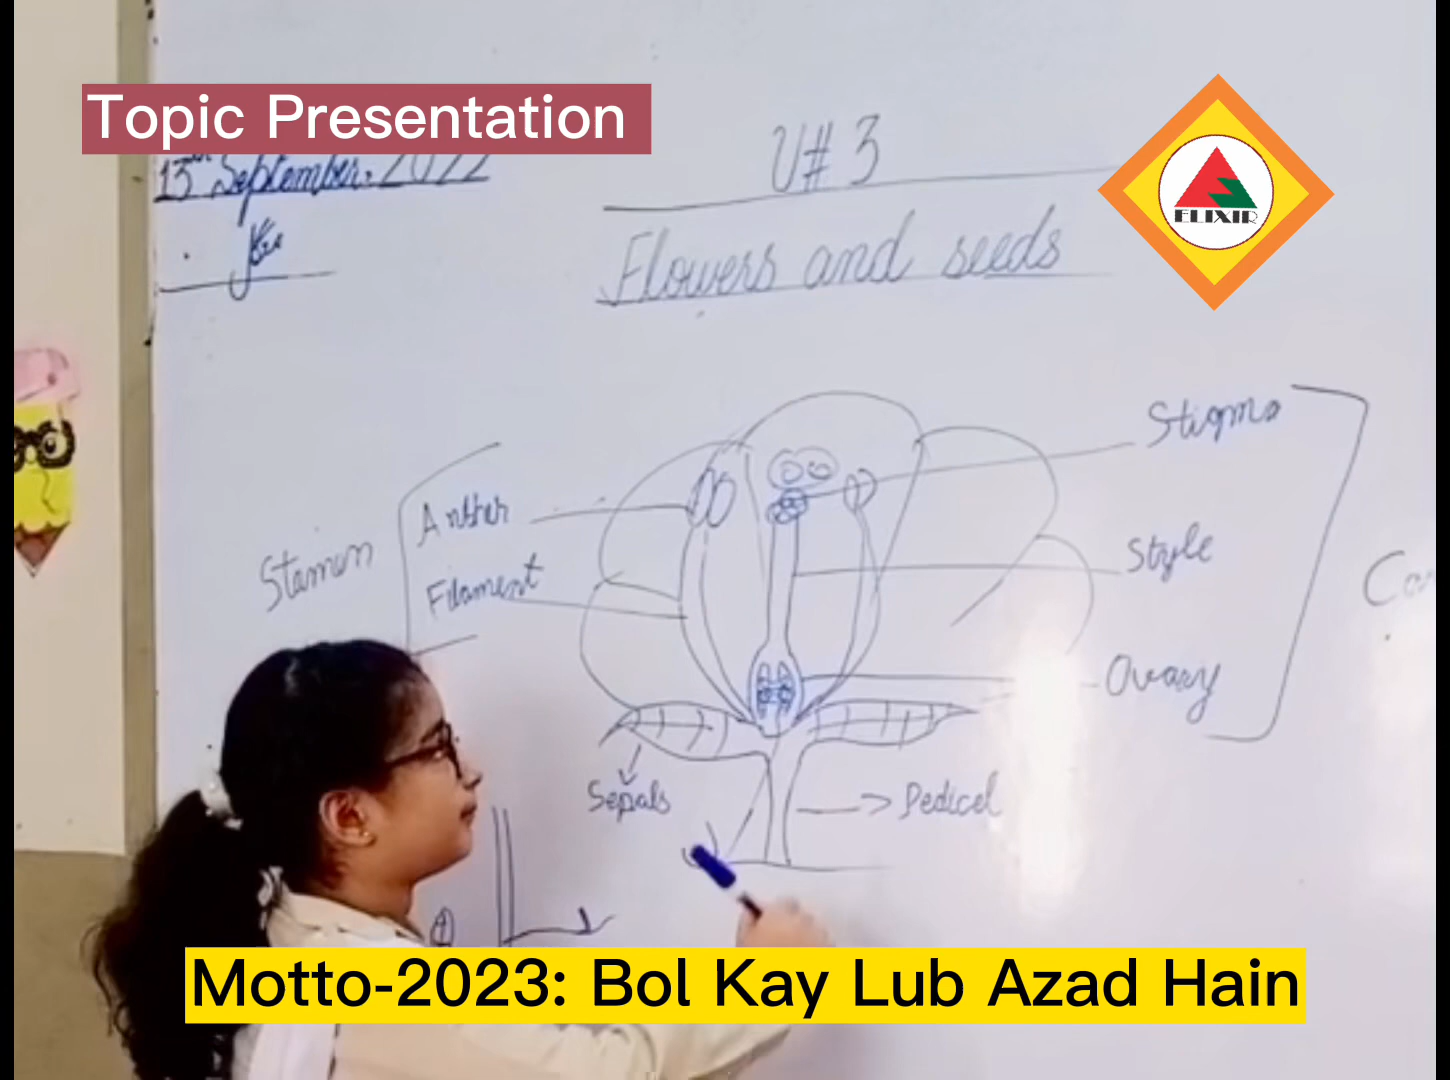 Topic Presentation
13th September. 2022
U# 3
Flowers and seeds
ELIXIR
Stigma
Anther
Style
Stamen
Filament
Ovary
Sepals
Pedicel
Motto-2023: Bol Kay Lub Azad Hain